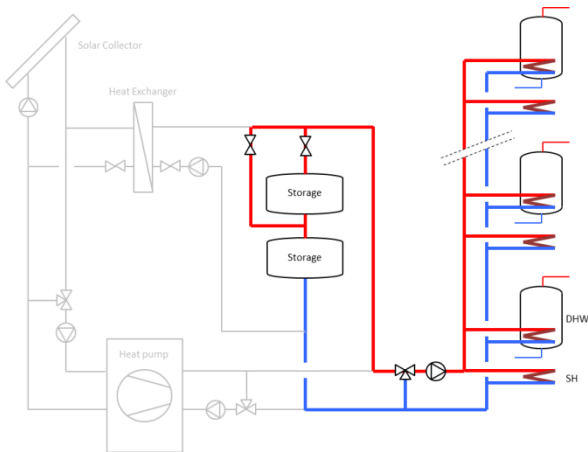 Solar Collector
Heat Exchanger
Storage
Storage
DHW
Heat pump
SH